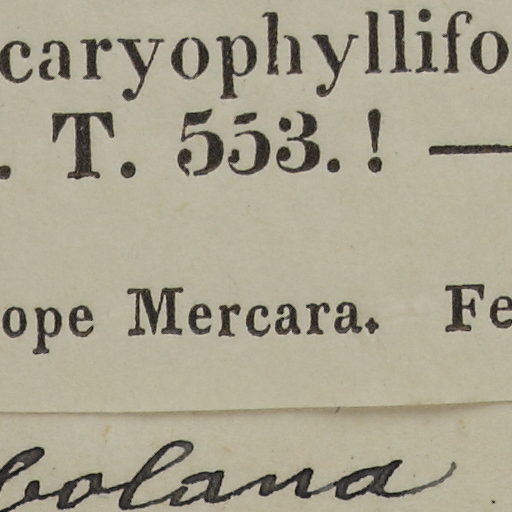 caryophyllifo
. T. 553.! —
ope Mercara. Fe
bolana